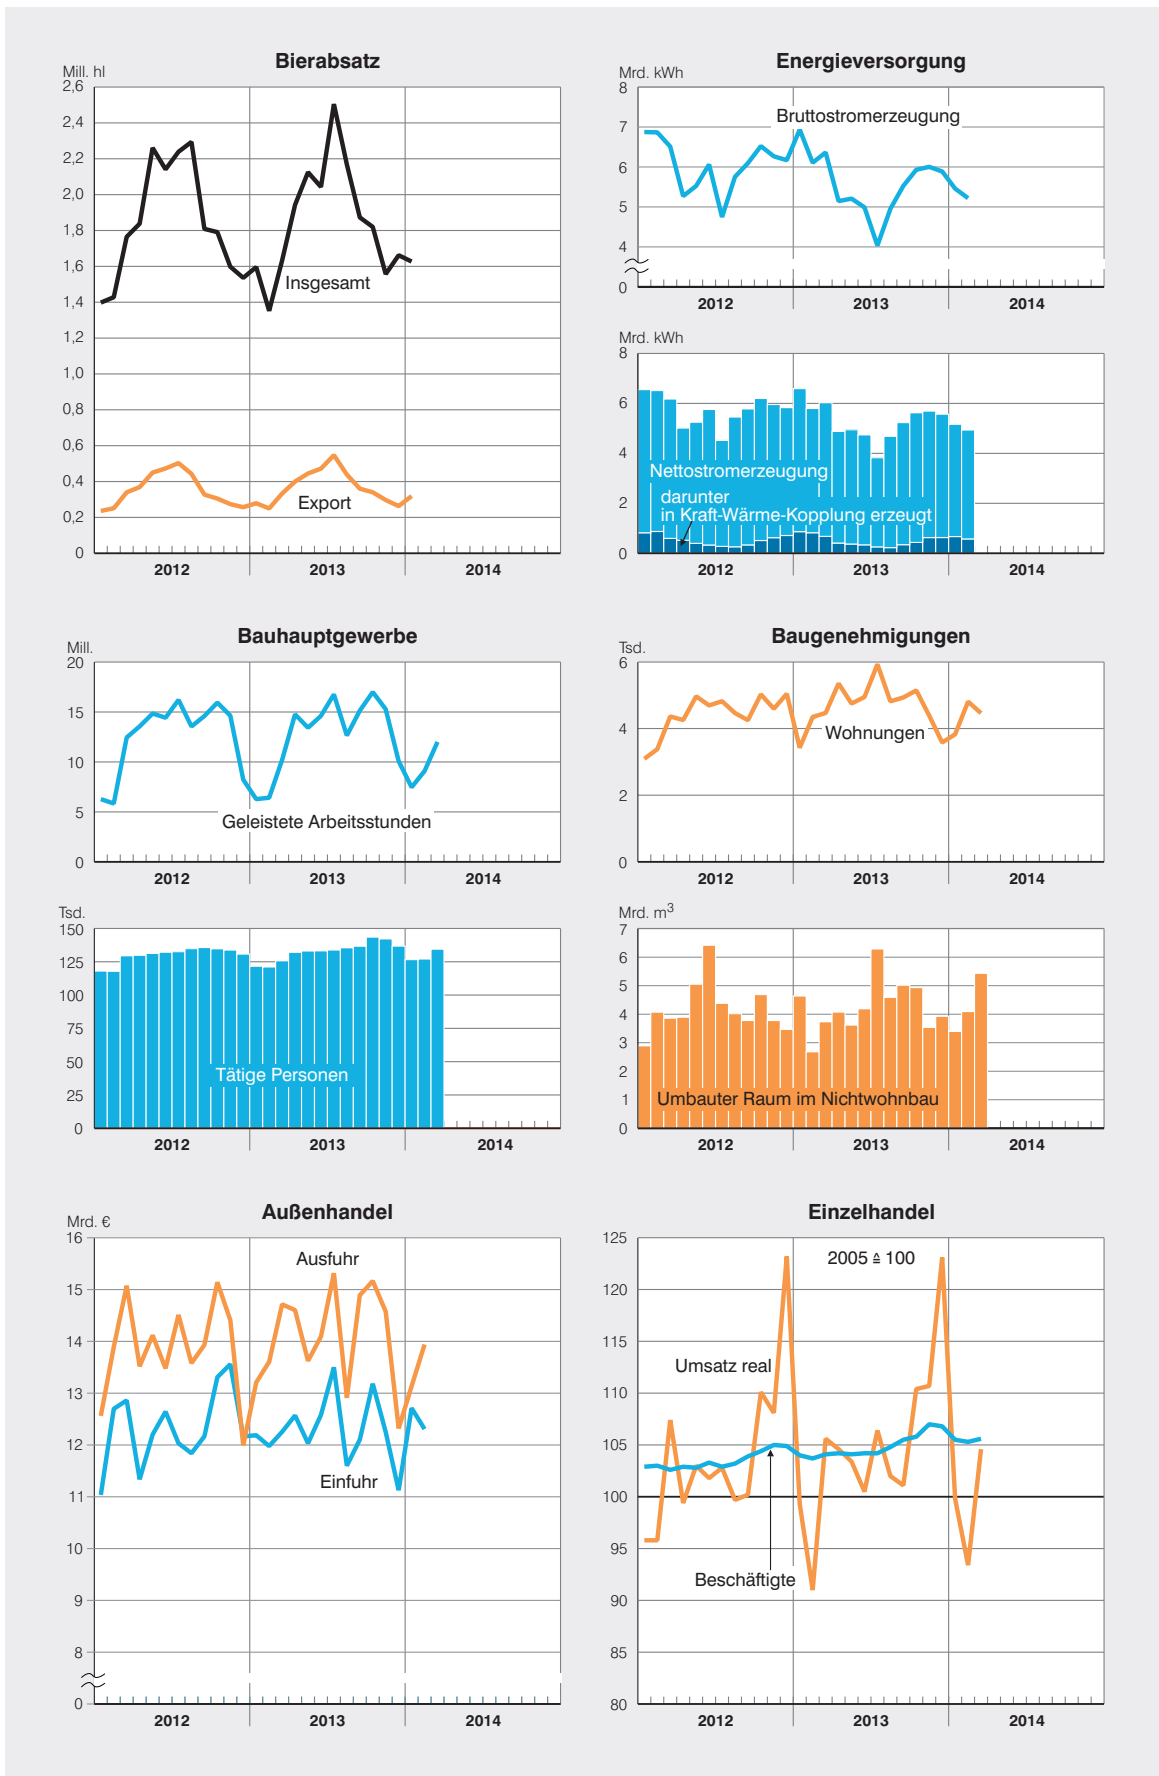 Bierabsatz
Mill. hl
2,6
2,4
2,2
2,0
1,8
1,6
1,4
1,2
1,0
0,8
0,6
0,4
0,2
0
Insgesamt
Export
2012 2013 2014
Energieversorgung
Mrd. kWh
8
7
6
5
4
0
Bruttostromerzeugung
2012 2013 2014
Mrd. kWh
8
6
4
2
0
Nettostromerzeugung
darunter
in Kraft-Wärme-Kopplung erzeugt
2012 2013 2014
Bauhauptgewerbe
Mill.
20
15
10
5
0
Geleistete Arbeitsstunden
2012 2013 2014
Tsd.
150
125
100
75
50
25
0
Tätige Personen
2012 2013 2014
Baugenehmigungen
Tsd.
6
4
2
0
Wohnungen
2012 2013 2014
Mrd. m³
7
6
5
4
3
2
1
0
Umbauter Raum im Nichtwohnbau
2012 2013 2014
Außenhandel
Mrd. €
16
15
14
13
12
11
10
9
8
0
Ausfuhr
Einfuhr
2012 2013 2014
Einzelhandel
125
120
115
110
105
100
95
90
85
80
2005 ≙ 100
Umsatz real
Beschäftigte
2012 2013 2014